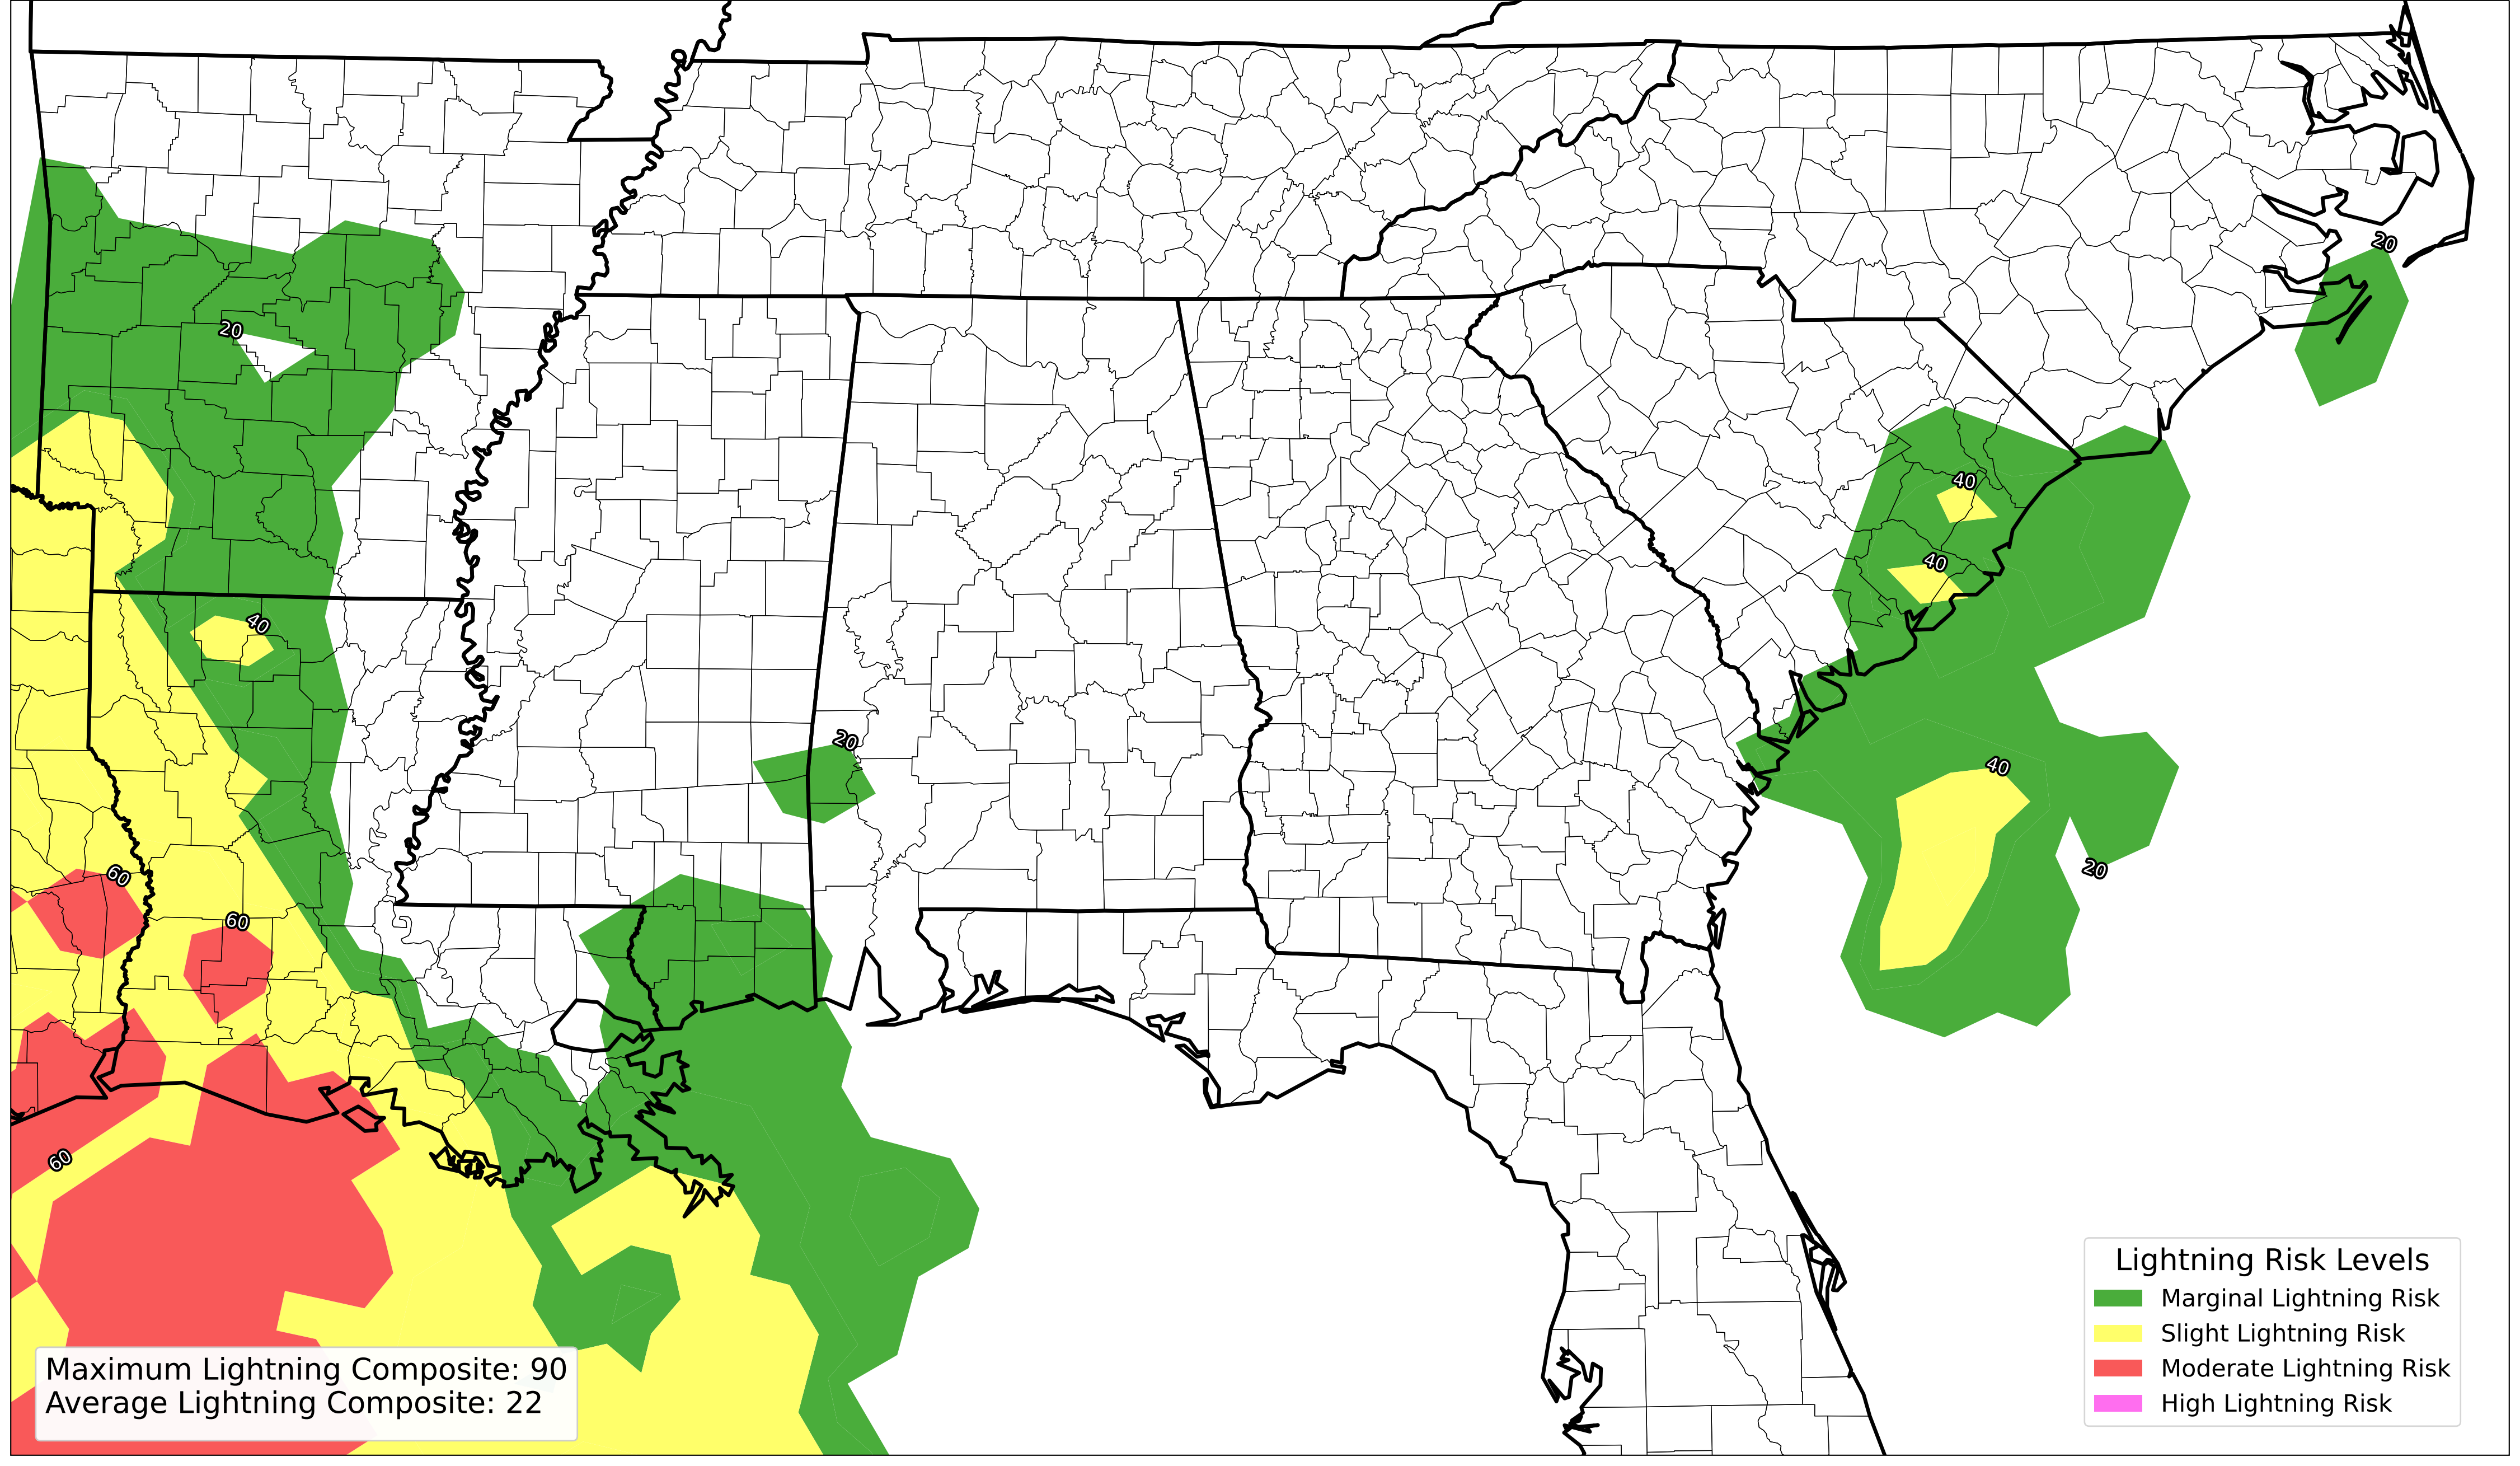 20
20
40
40
40
20
40
60
20
60
60
Lightning Risk Levels
Marginal Lightning Risk
Slight Lightning Risk
Moderate Lightning Risk
High Lightning Risk
Maximum Lightning Composite: 90
Average Lightning Composite: 22